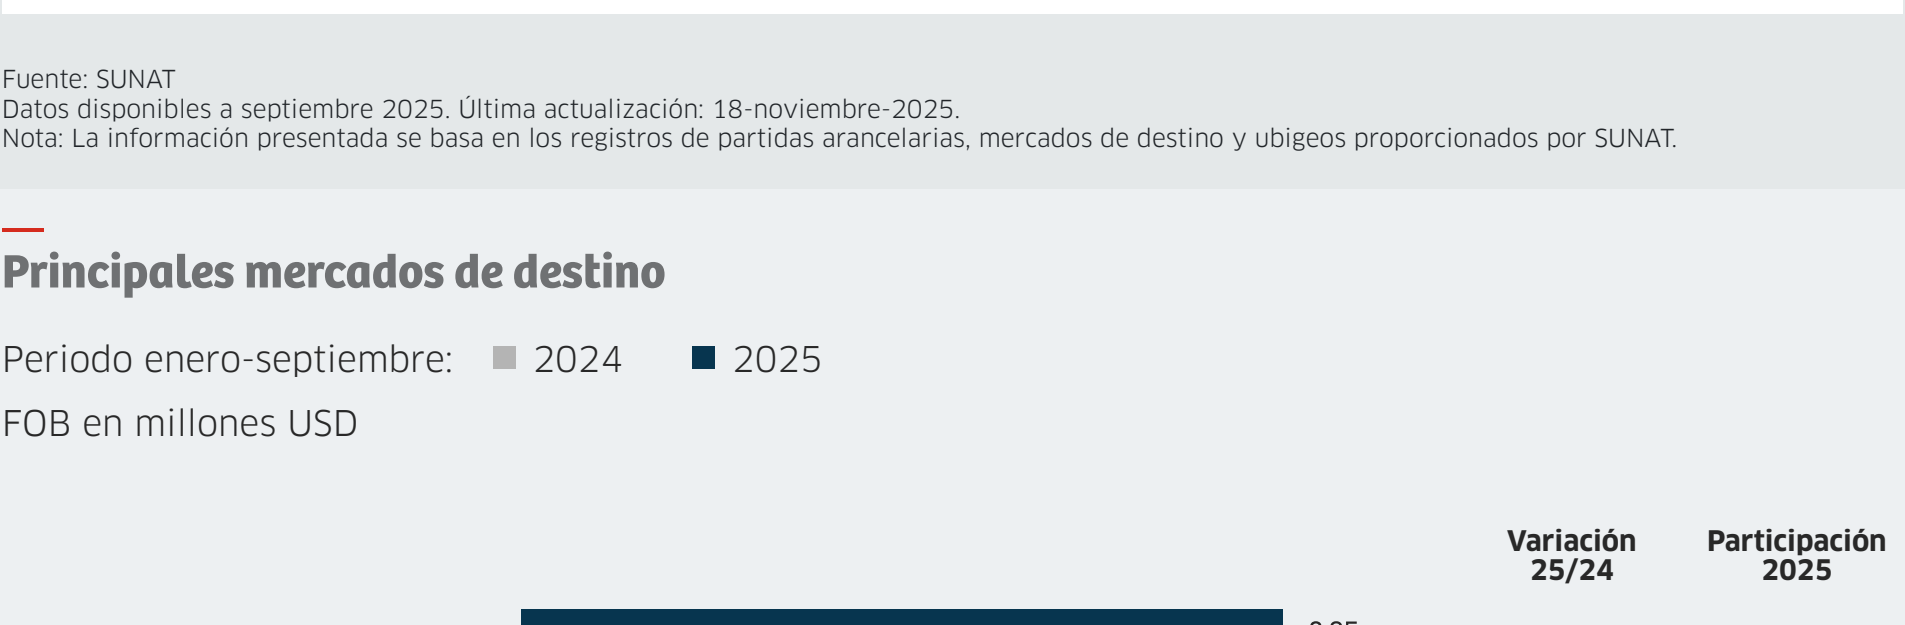 Fuente: SUNAT
Datos disponibles a septiembre 2025. Última actualización: 18-noviembre-2025.
Nota: La información presentada se basa en los registros de partidas arancelarias, mercados de destino y ubigeos proporcionados por SUNAT.
Principales mercados de destino
Periodo enero-septiembre: 2024 2025
FOB en millones USD
Variación Participación
25/24 2025